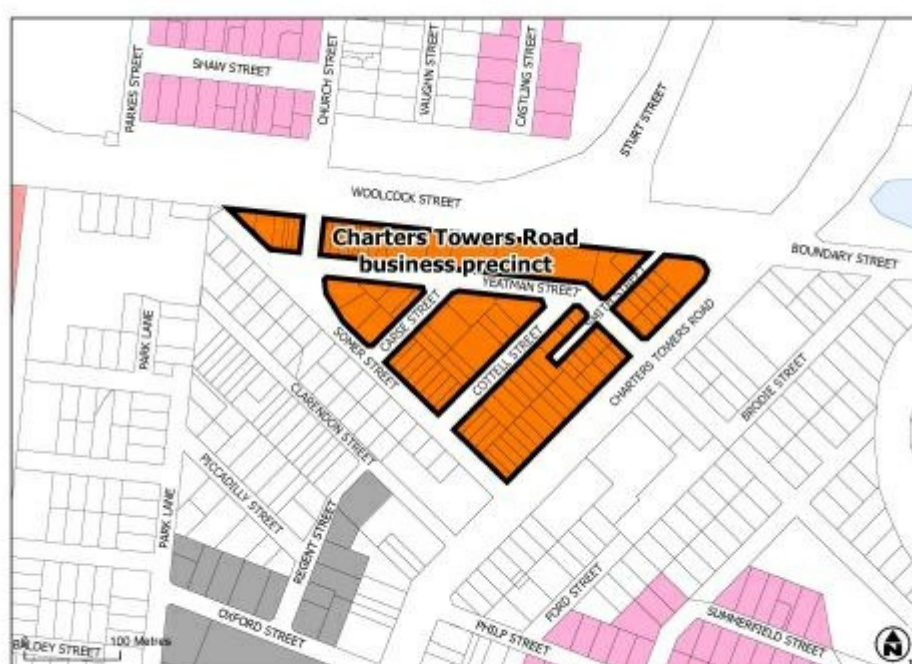 SHAW STREET
PARKES STREET
CHURCH STREET
VAUGHN STREET
CASTLING STREET
STURT STREET
WOOLCOCK STREET
Charters Towers Road
business precinct
BOUNDARY STREET
YEATMAN STREET
CARSE STREET
SOMER STREET
COTTELL STREET
CHARTERS TOWERS ROAD
PARK LANE
BRODIE STREET
CLARENDON STREET
PICCADILLY STREET
REGENT STREET
PARK LANE
OXFORD STREET
FORD STREET
PHILP STREET
SUMMERFIELD STREET
100 Metres
STREET
N